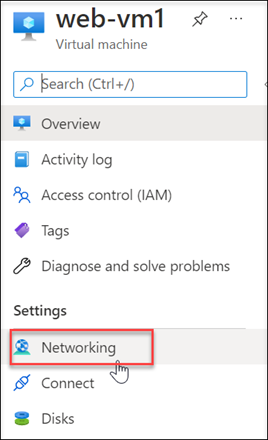 web-vm1
Virtual machine
Search (Ctrl+/)
Overview
Activity log
Access control (IAM)
Tags
Diagnose and solve problems
Settings
Networking
Connect
Disks